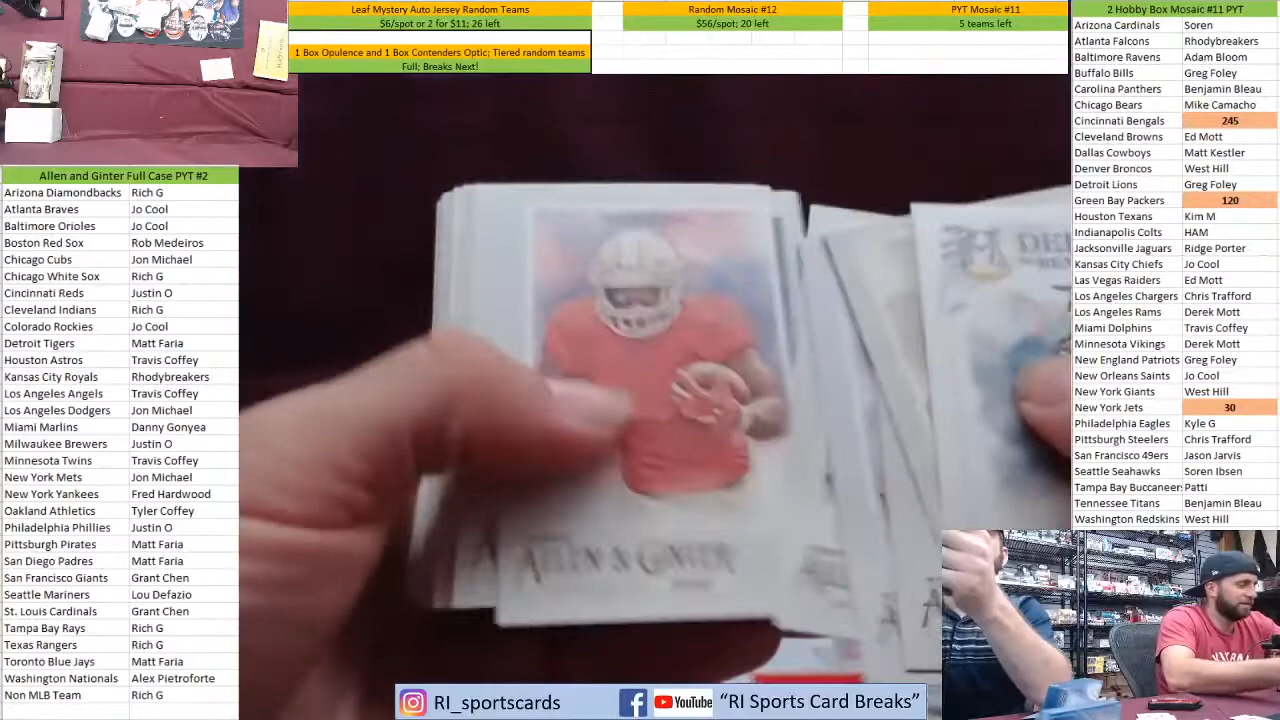 Leaf Mystery Auto Jersey Random Teams
$6/spot or 2 for $11; 26 left
1 Box Opulence and 1 Box Contenders Optic; Tiered random teams
Full; Breaks Next!
Random Mosaic #12
$56/spot; 20 left
PYT Mosaic #11
5 teams left
2 Hobby Box Mosaic #11 PYT
Arizona Cardinals Soren
Atlanta Falcons Rhodybreakers
Baltimore Ravens Adam Bloom
Buffalo Bills Greg Foley
Carolina Panthers Benjamin Bleau
Chicago Bears Mike Camacho
Cincinnati Bengals 245
Cleveland Browns Ed Mott
Dallas Cowboys Matt Kestler
Denver Broncos West Hill
Detroit Lions Greg Foley
Green Bay Packers 120
Houston Texans Kim M
Indianapolis Colts HAM
Jacksonville Jaguars Ridge Porter
Kansas City Chiefs Jo Cool
Las Vegas Raiders Ed Mott
Los Angeles Chargers Chris Trafford
Los Angeles Rams Derek Mott
Miami Dolphins Travis Coffey
Minnesota Vikings Derek Mott
New England Patriots Greg Foley
New Orleans Saints Jo Cool
New York Giants West Hill
New York Jets 30
Philadelphia Eagles Kyle G
Pittsburgh Steelers Chris Trafford
San Francisco 49ers Jason Jarvis
Seattle Seahawks Soren Ibsen
Tampa Bay Buccaneers Patti
Tennessee Titans Benjamin Bleau
Washington Redskins West Hill
Allen and Ginter Full Case PYT #2
Arizona Diamondbacks Rich G
Atlanta Braves Jo Cool
Baltimore Orioles Jo Cool
Boston Red Sox Rob Medeiros
Chicago Cubs Jon Michael
Chicago White Sox Rich G
Cincinnati Reds Justin O
Cleveland Indians Rich G
Colorado Rockies Jo Cool
Detroit Tigers Matt Faria
Houston Astros Travis Coffey
Kansas City Royals Rhodybreakers
Los Angeles Angels Travis Coffey
Los Angeles Dodgers Jon Michael
Miami Marlins Danny Gonyea
Milwaukee Brewers Justin O
Minnesota Twins Travis Coffey
New York Mets Jon Michael
New York Yankees Fred Hardwood
Oakland Athletics Tyler Coffey
Philadelphia Phillies Justin O
Pittsburgh Pirates Matt Faria
San Diego Padres Matt Faria
San Francisco Giants Grant Chen
Seattle Mariners Lou Defazio
St. Louis Cardinals Grant Chen
Tampa Bay Rays Rich G
Texas Rangers Rich G
Toronto Blue Jays Matt Faria
Washington Nationals Alex Pietroforte
Non MLB Team Rich G
ALLEN & GINTER
RI_sportscards
YouTube "RI Sports Card Breaks"